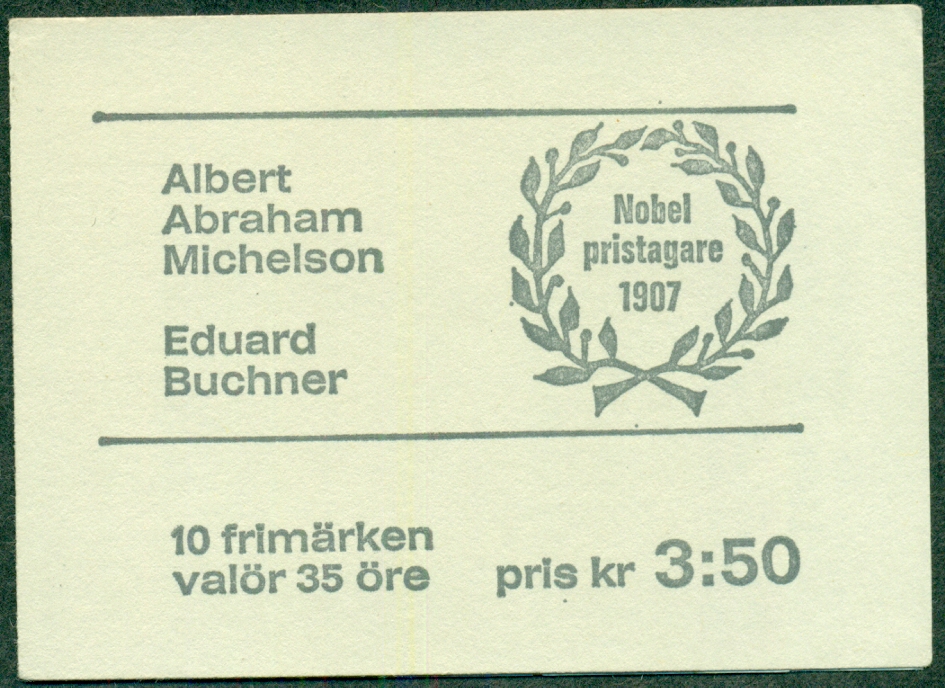 Albert
Abraham
Michelson
Eduard
Buchner
Nobel
pristagare
1907
10 frimärken
valör 35 öre
pris kr 3:50